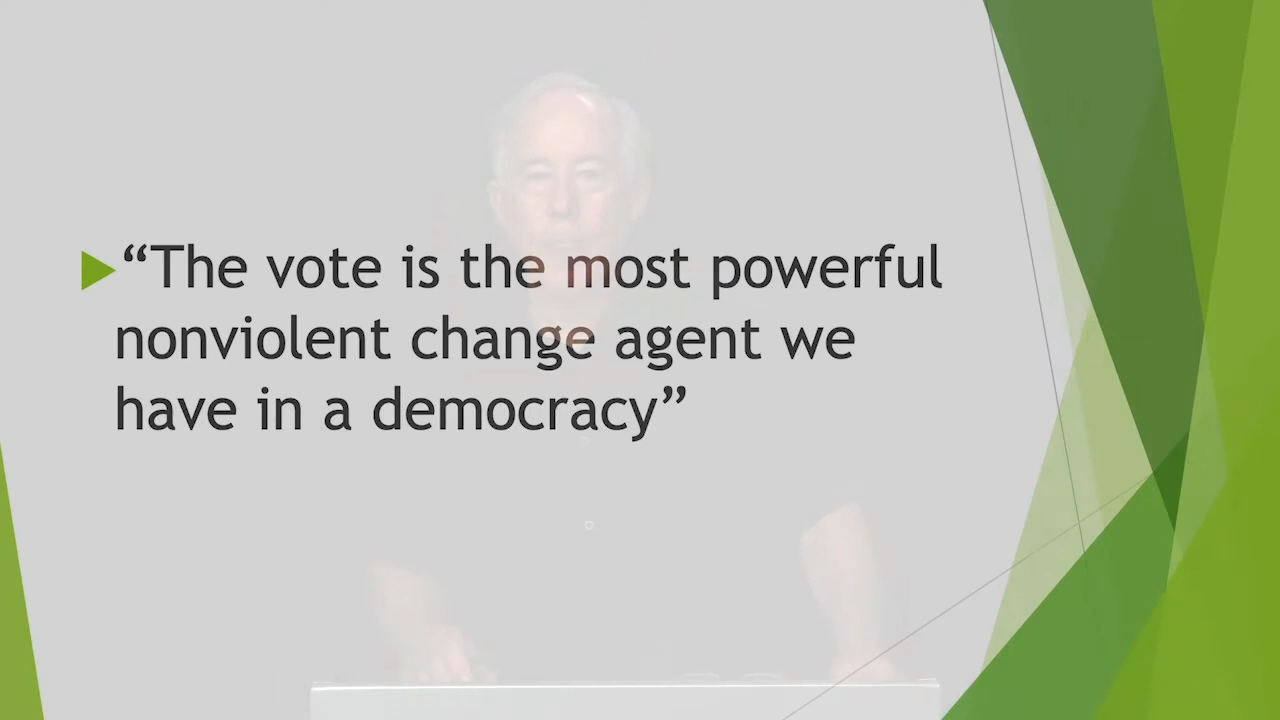 “The vote is the most powerful
nonviolent change agent we
have in a democracy”